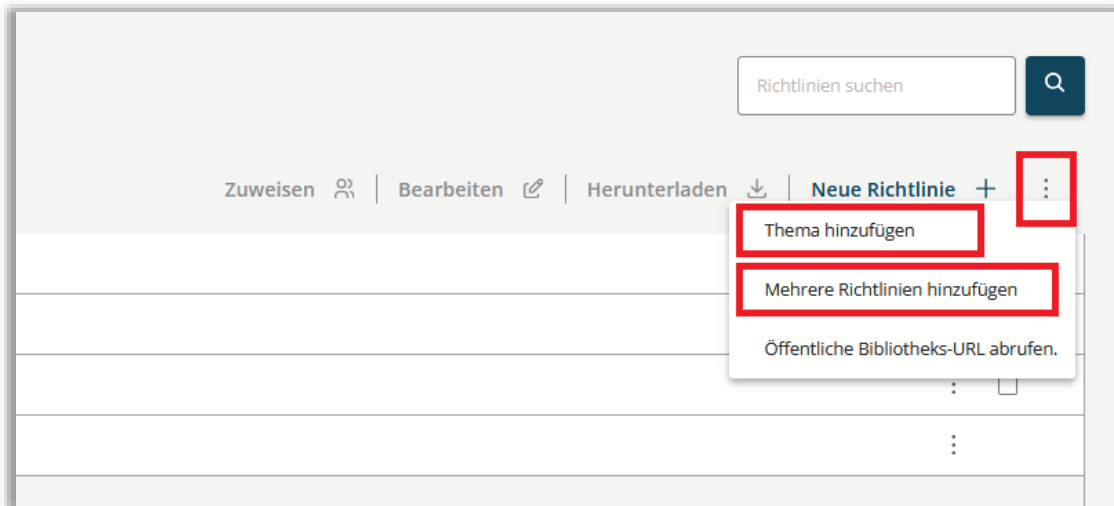 Richtlinien suchen
Zuweisen | Bearbeiten | Herunterladen | Neue Richtlinie +
Thema hinzufügen
Mehrere Richtlinien hinzufügen
Öffentliche Bibliotheks-URL abrufen.